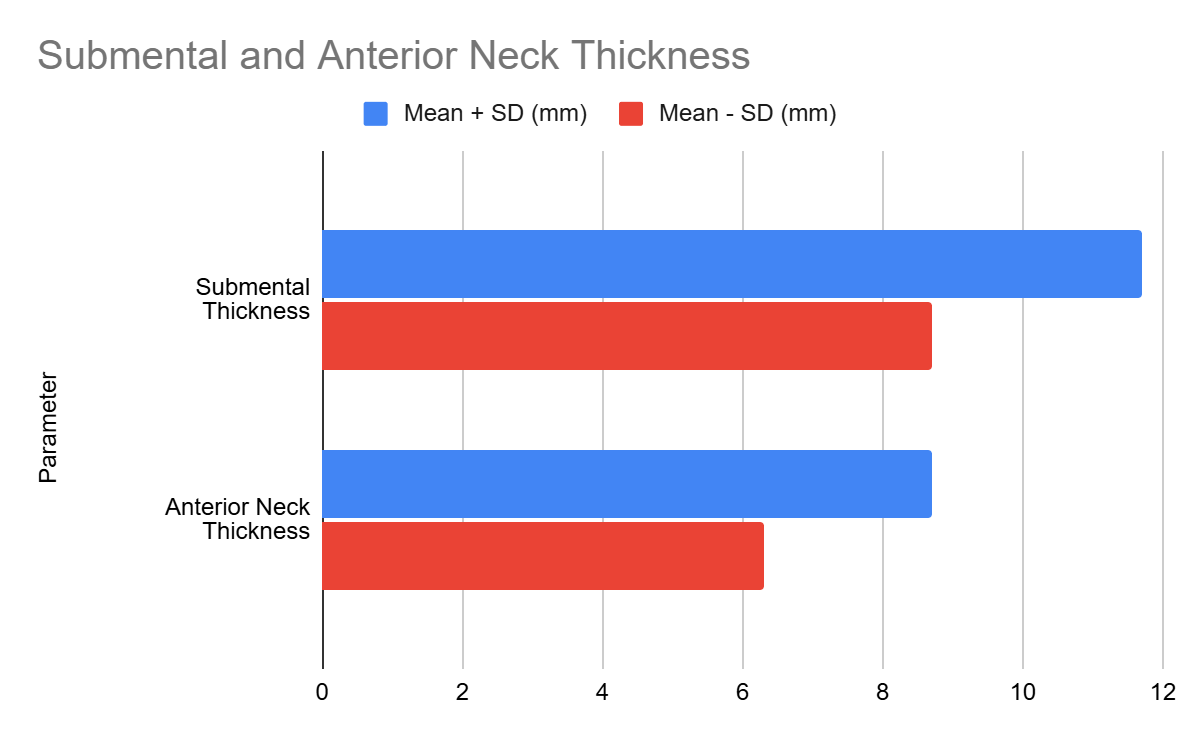 Submental and Anterior Neck Thickness
Mean + SD (mm)
Mean - SD (mm)
Parameter
Submental
Thickness
Anterior Neck
Thickness
0 2 4 6 8 10 12